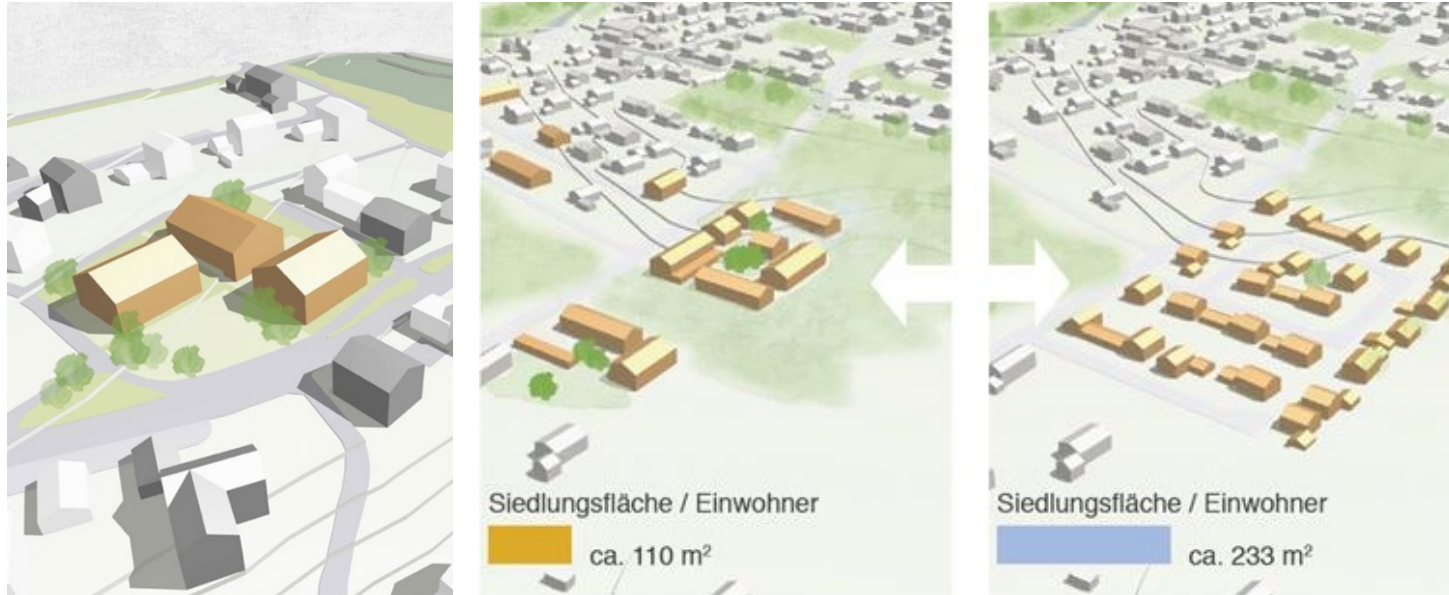 Siedlungsfläche / Einwohner
ca. 110 m²
Siedlungsfläche / Einwohner
ca. 233 m²